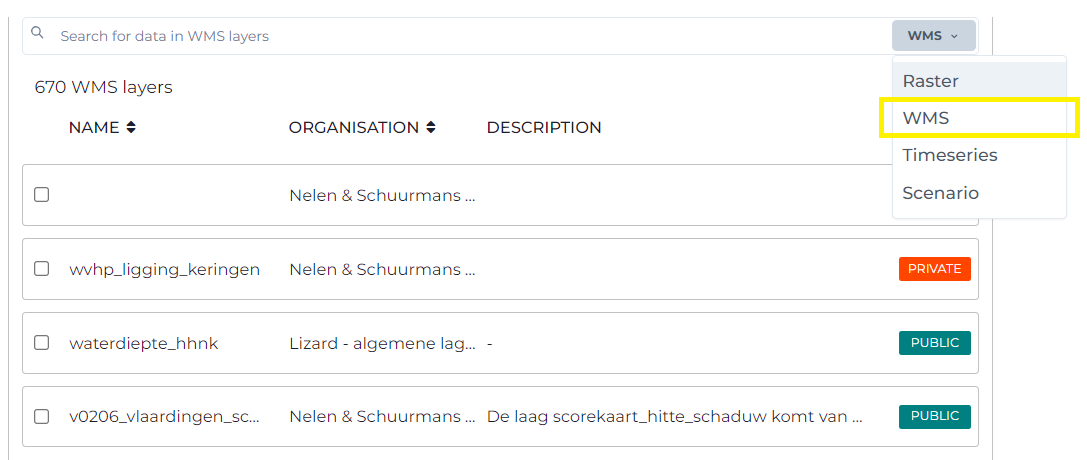 Search for data in WMS layers WMS
670 WMS layers
Raster
WMS
Timeseries
Scenario
NAME ORGANISATION DESCRIPTION
Nelen & Schuurmans ...
wvhp_ligging_keringen Nelen & Schuurmans ... PRIVATE
waterdiepte_hhnk Lizard - algemene lag... - PUBLIC
v0206_vlaardingen_sc... Nelen & Schuurmans ... De laag scorekaart_hitte_schaduw komt van ... PUBLIC